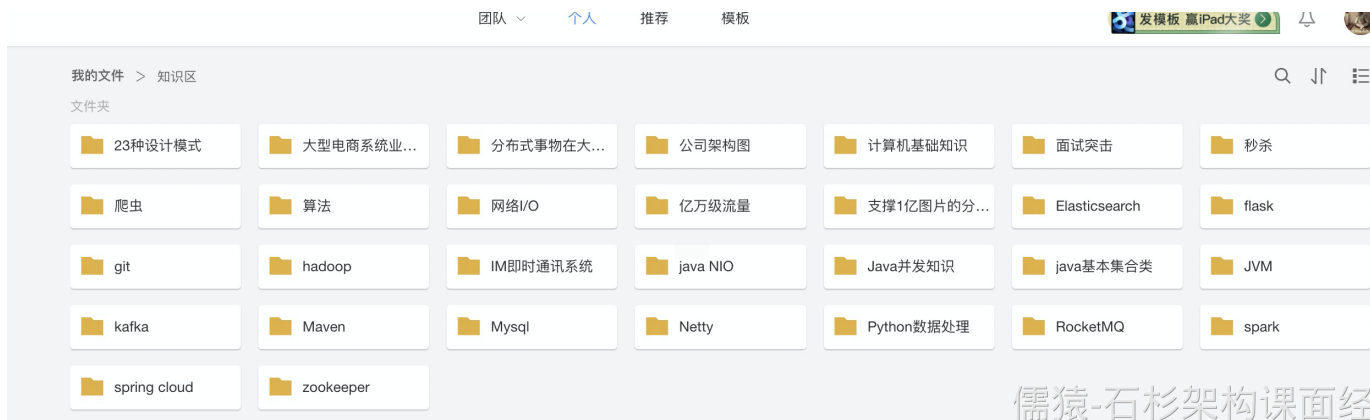 团队 个人 推荐 模板 发模板 赢iPad大奖
我的文件 > 知识区
文件夹
23种设计模式 大型电商系统业... 分布式事物在大... 公司架构图 计算机基础知识 面试突击 秒杀
爬虫 算法 网络I/O 亿万级流量 支撑1亿图片的分... Elasticsearch flask
git hadoop IM即时通讯系统 java NIO Java并发知识 java基本集合类 JVM
kafka Maven Mysql Netty Python数据处理 RocketMQ spark
spring cloud zookeeper
儒猿-石杉架构课面经